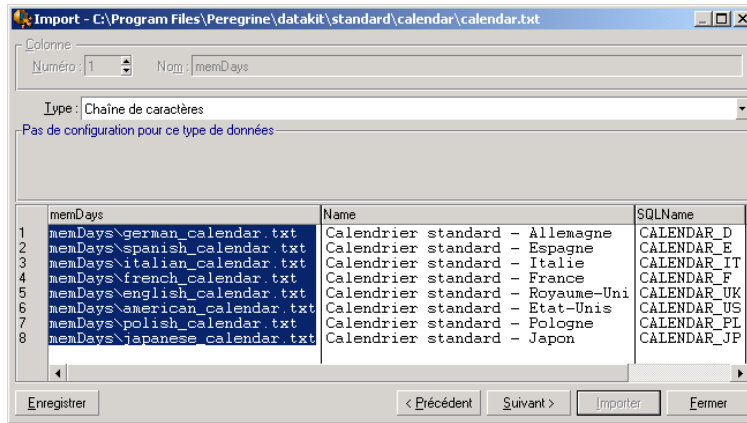 Import - C:\Program Files\Peregrine\datakit\standard\calendar\calendar.txt
Colonne
Numéro : 1 Nom : memDays
Type : Chaîne de caractères
Pas de configuration pour ce type de données
memDays Name SQLName
1 memDays\german_calendar.txt Calendrier standard - Allemagne CALENDAR_D
2 memDays\spanish_calendar.txt Calendrier standard - Espagne CALENDAR_E
3 memDays\italian_calendar.txt Calendrier standard - Italie CALENDAR_IT
4 memDays\french_calendar.txt Calendrier standard - France CALENDAR_F
5 memDays\english_calendar.txt Calendrier standard - Royaume-Uni CALENDAR_UK
6 memDays\american_calendar.txt Calendrier standard - Etat-Unis CALENDAR_US
7 memDays\polish_calendar.txt Calendrier standard - Pologne CALENDAR_PL
8 memDays\japanese_calendar.txt Calendrier standard - Japon CALENDAR_JP
Enregistrer < Précédent Suivant > Importer Fermer